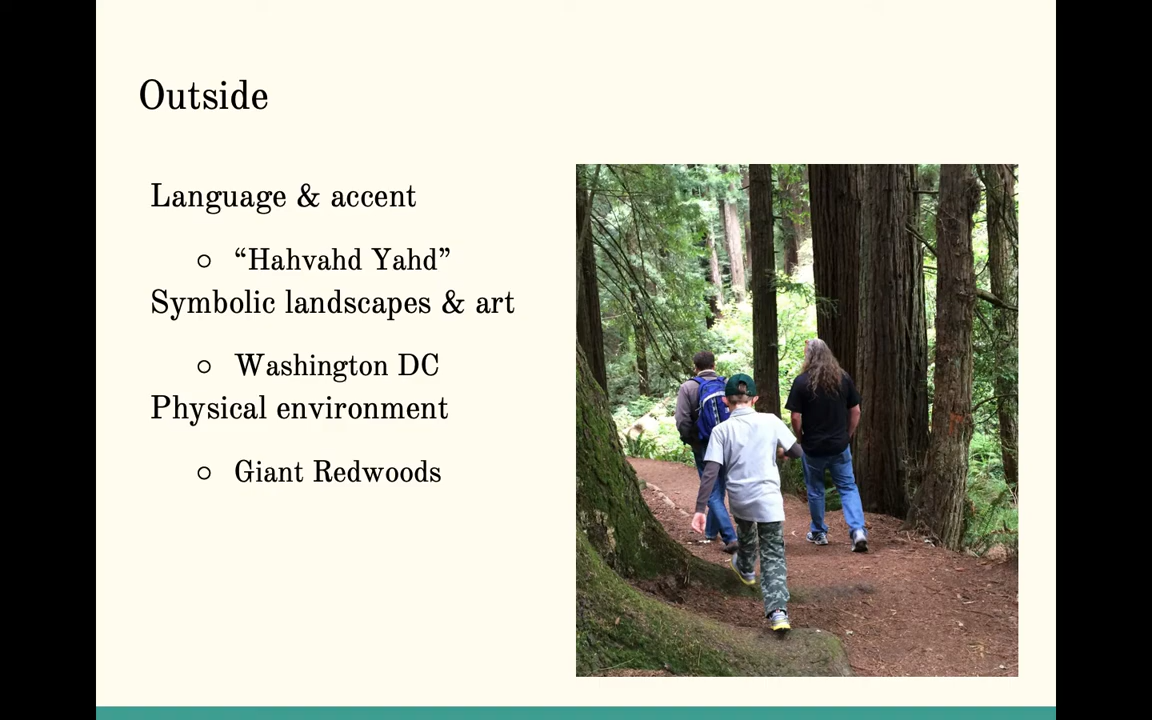 Outside
Language & accent
○ “Hahvahd Yahd”
Symbolic landscapes & art
○ Washington DC
Physical environment
○ Giant Redwoods